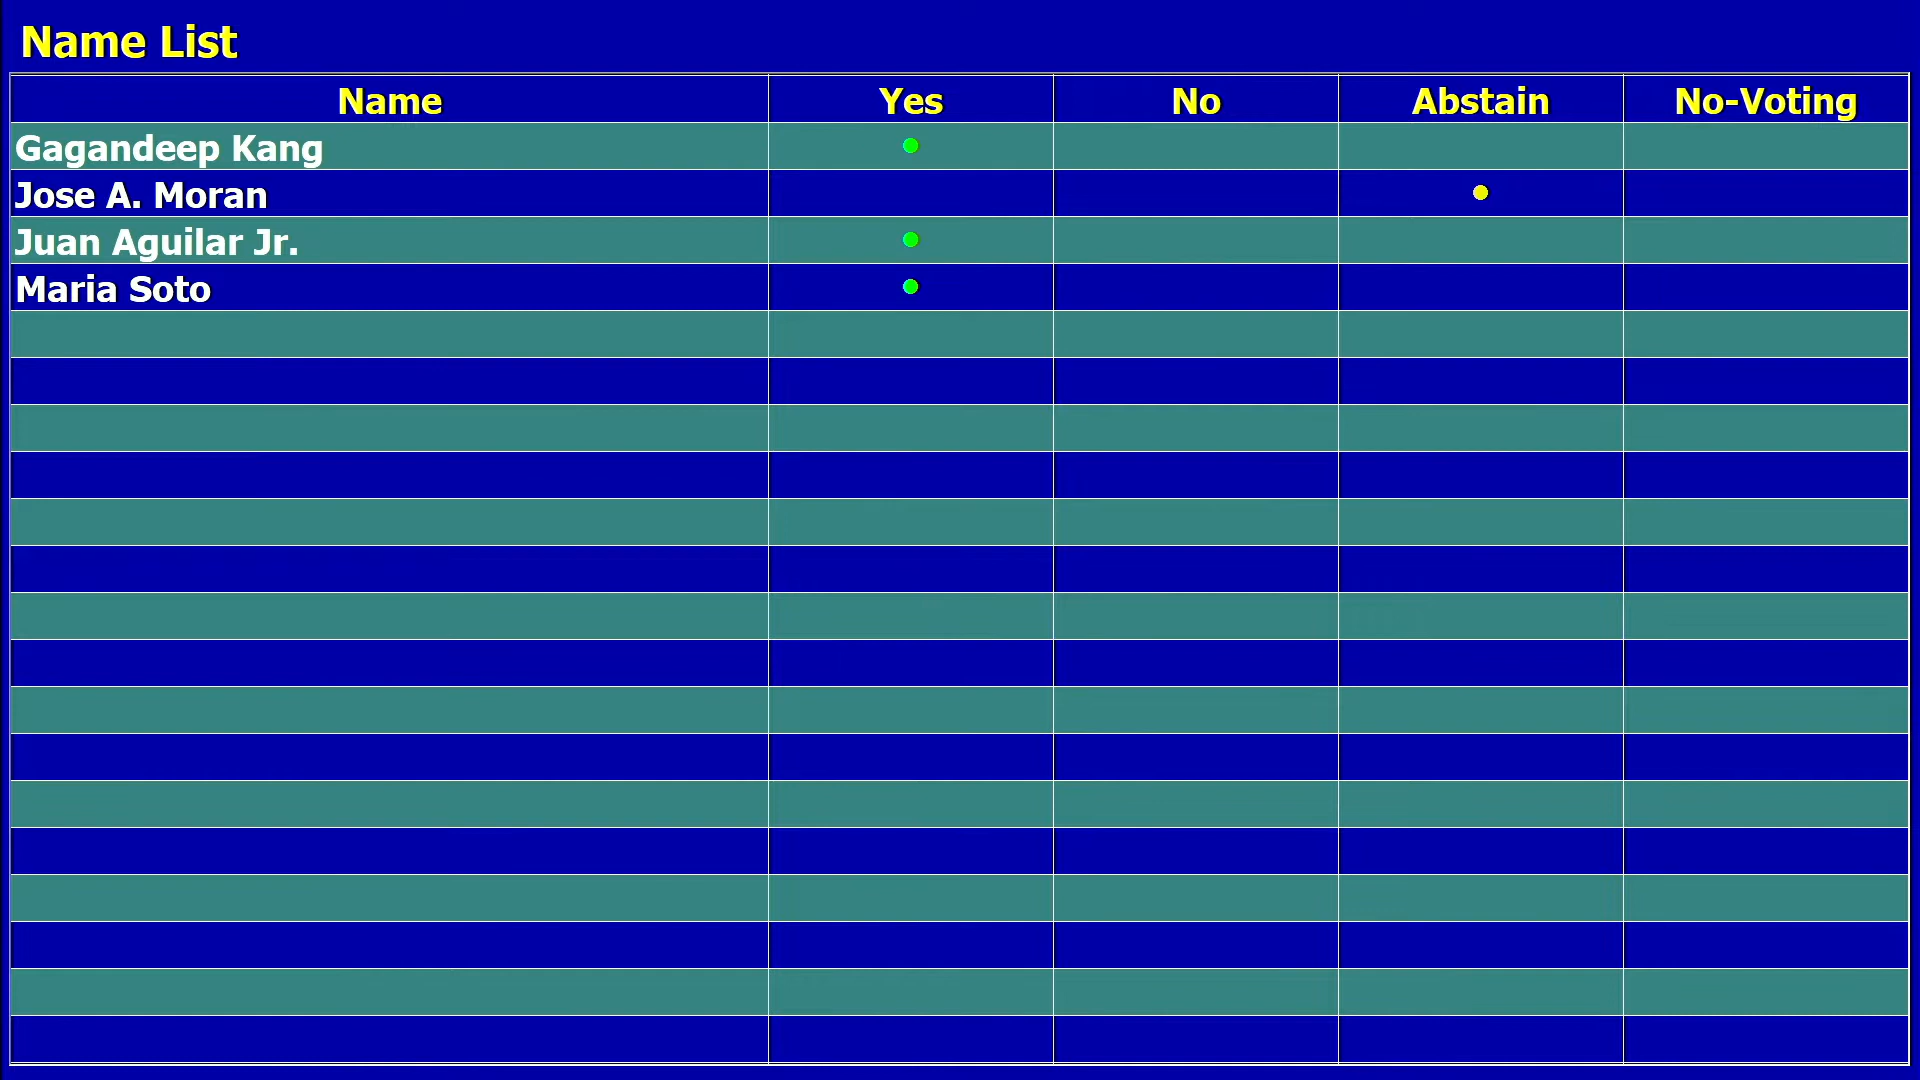 Name List
Name Yes No Abstain No-Voting
Gagandeep Kang
Jose A. Moran
Juan Aguilar Jr.
Maria Soto